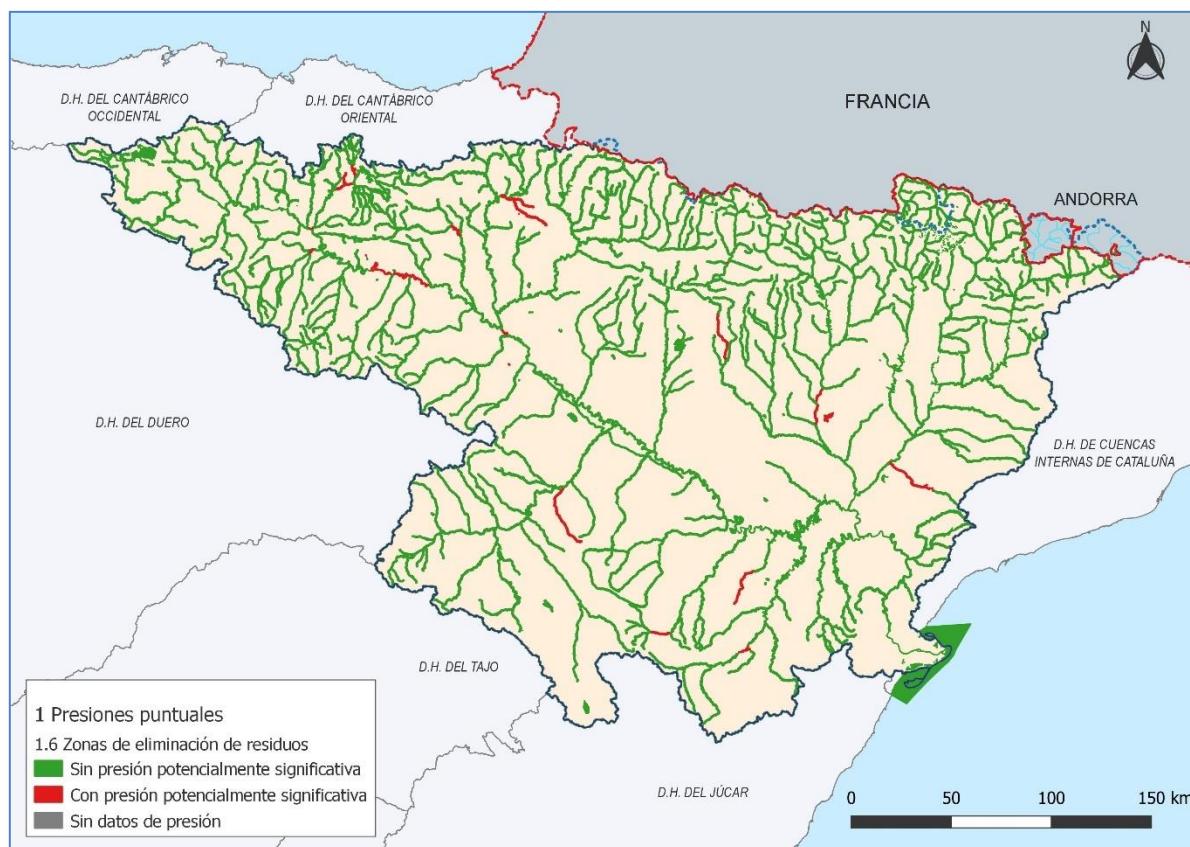 N
D.H. DEL CANTÁBRICO
OCCIDENTAL
D.H. DEL CANTÁBRICO
ORIENTAL
FRANCIA
ANDORRA
D.H. DEL DUERO
D.H. DE CUENCAS
INTERNAS DE CATALUÑA
D.H. DEL TAJO
D.H. DEL JÚCAR
1 Presiones puntuales
1.6 Zonas de eliminación de residuos
Sin presión potencialmente significativa
Con presión potencialmente significativa
Sin datos de presión
0 50 100 150 km